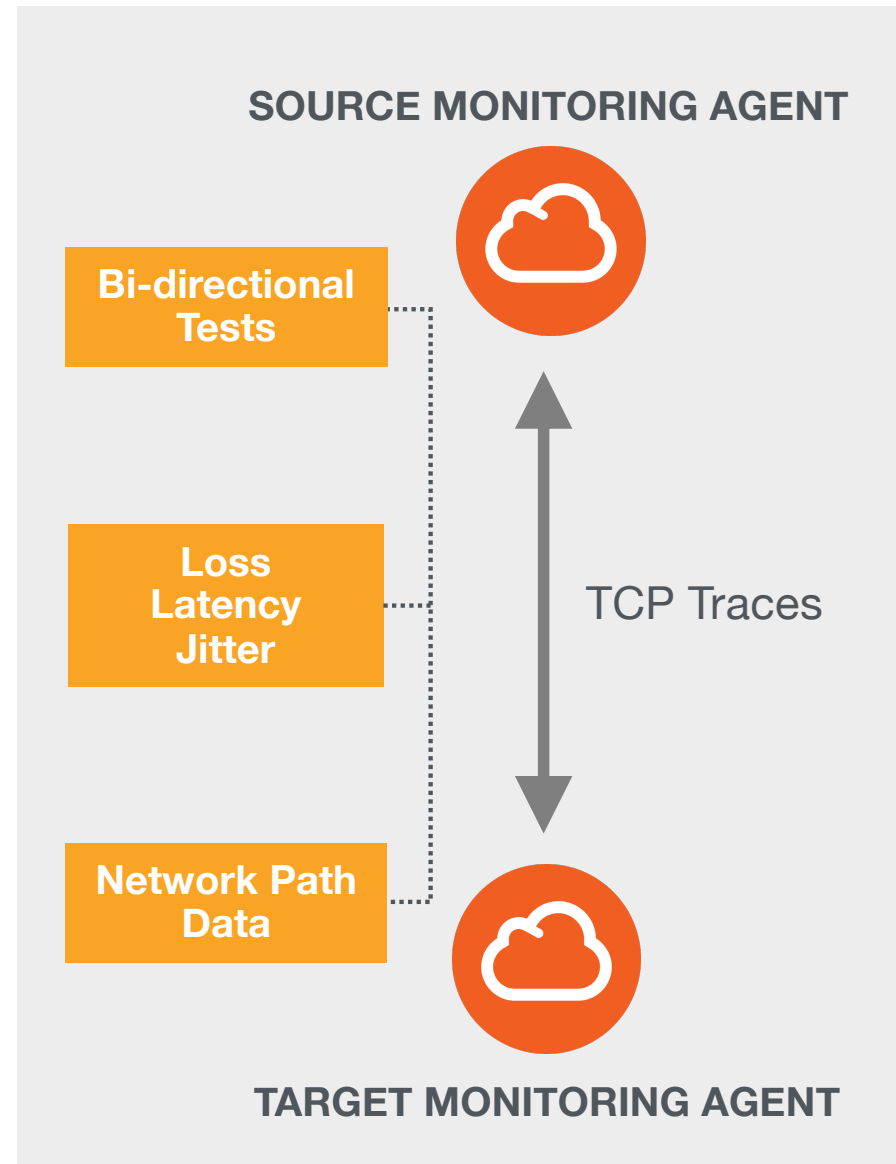 SOURCE MONITORING AGENT
Bi-directional
Tests
Loss
Latency
Jitter
TCP Traces
Network Path
Data
TARGET MONITORING AGENT